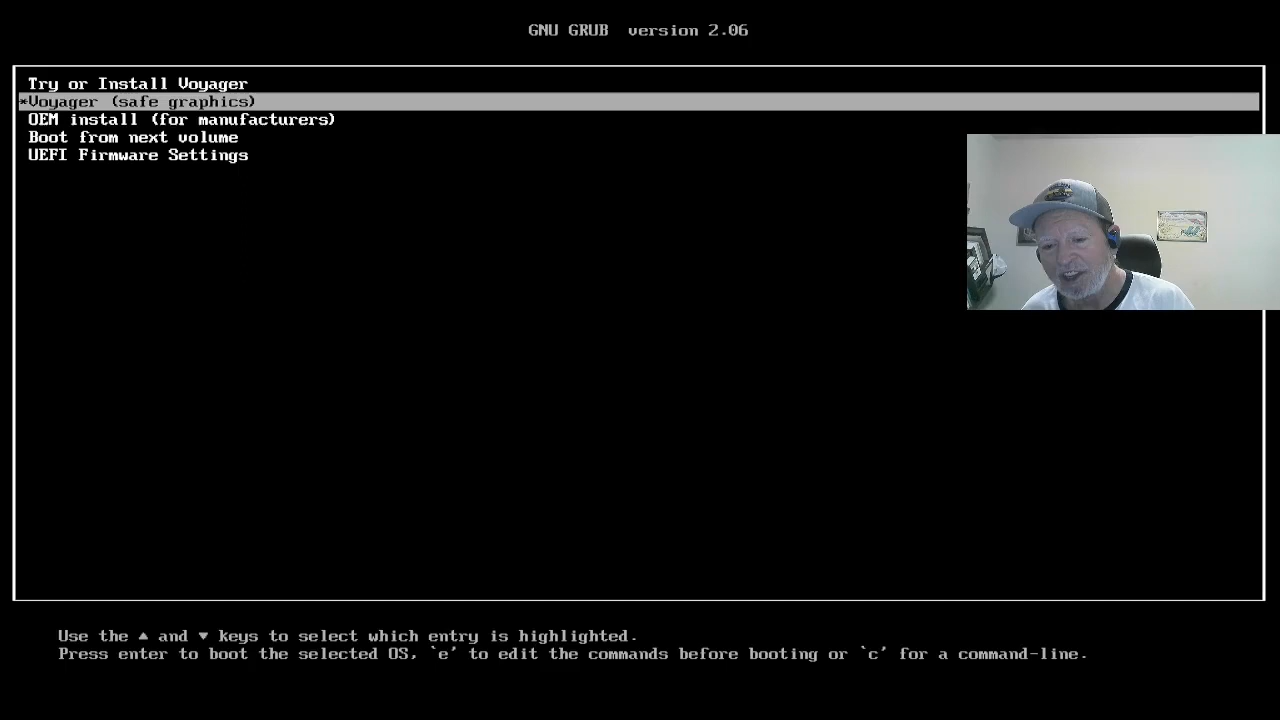 GNU GRUB version 2.06
Try or Install Voyager
*Voyager (safe graphics)
OEM install (for manufacturers)
Boot from next volume
UEFI Firmware Settings
Use the ▲ and ▼ keys to select which entry is highlighted.
Press enter to boot the selected OS, `e' to edit the commands before booting or `c' for a command-line.